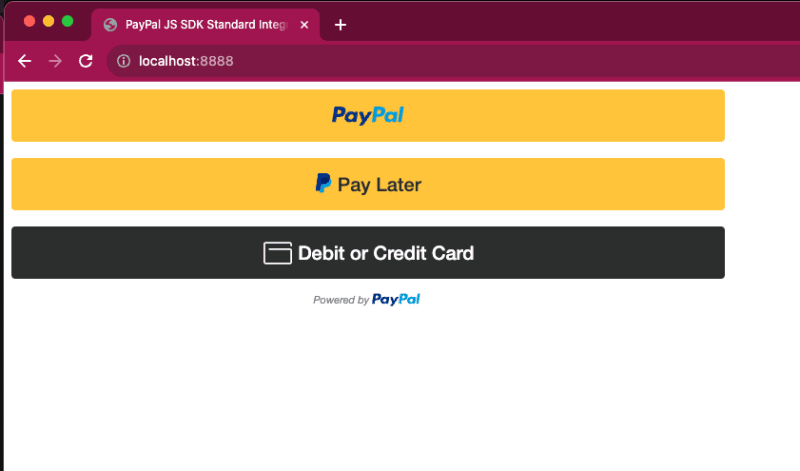 PayPal JS SDK Standard Integ
localhost:8888
PayPal
Pay Later
Debit or Credit Card
Powered by PayPal